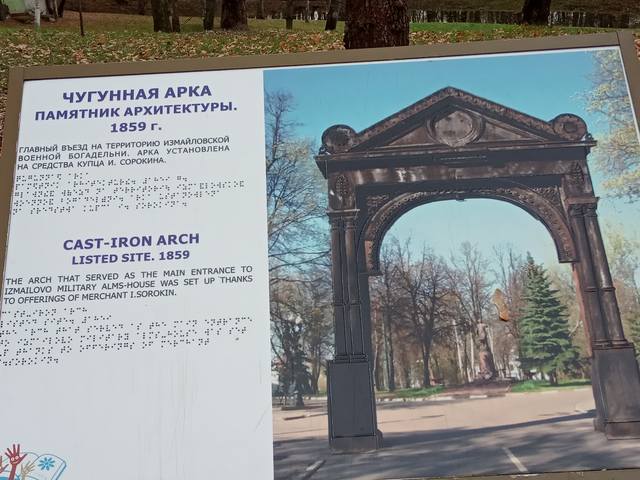 ЧУГУННАЯ АРКА
ПАМЯТНИК АРХИТЕКТУРЫ.
1859 г.
ГЛАВНЫЙ ВЪЕЗД НА ТЕРРИТОРИЮ ИЗМАЙЛОВСКОЙ
ВОЕННОЙ БОГАДЕЛЬНИ. АРКА УСТАНОВЛЕНА
НА СРЕДСТВА КУПЦА И. СОРОКИНА.
CAST-IRON ARCH
LISTED SITE. 1859
THE ARCH THAT SERVED AS THE MAIN ENTRANCE TO
IZMAILOVO MILITARY ALMS-HOUSE WAS SET UP THANKS
TO OFFERINGS OF MERCHANT I.SOROKIN.